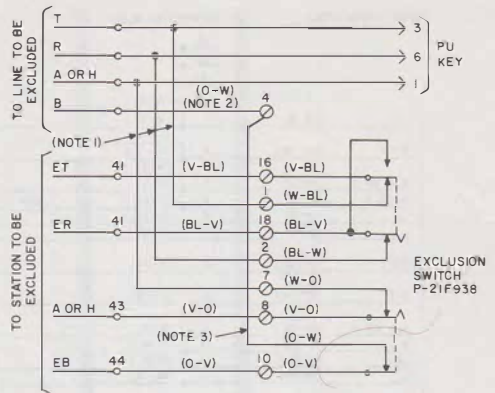 TO LINE TO BE EXCLUDED
T 3
R 6
A OR H 1
PU KEY
B (O-W) (NOTE 2) 4
(NOTE 1)
TO STATION TO BE EXCLUDED
ET 41 (V-BL) 16 (V-BL)
1 (W-BL)
ER 41 (BL-V) 18 (BL-V)
2 (BL-W)
7 (W-O)
EXCLUSION SWITCH P-21F938
A OR H 43 (V-O) 8 (V-O)
(NOTE 3) (O-W)
EB 44 (O-V) 10 (O-V)